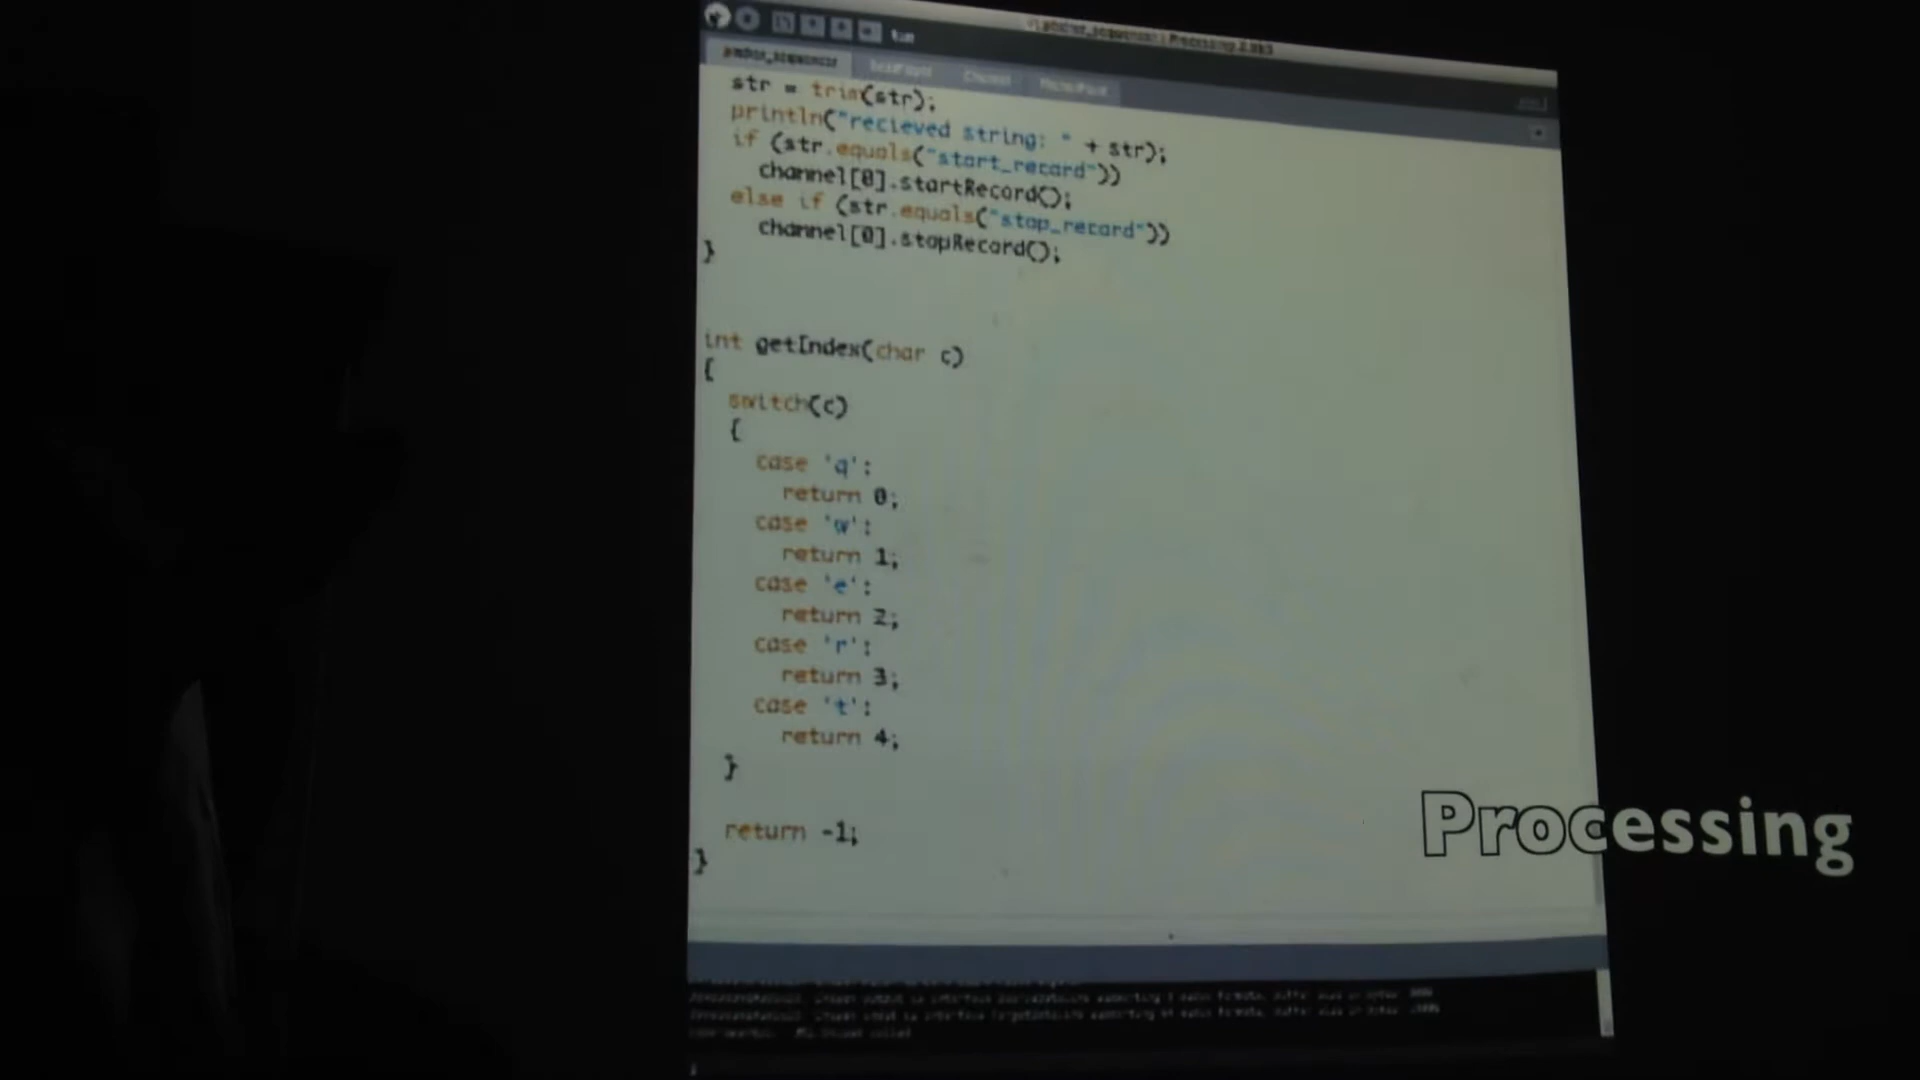 run
str = trim(str);
println("recieved string: " + str);
if (str.equals("start_record"))
channel[0].startRecord();
else if (str.equals("stop_record"))
channel[0].stopRecord();
}
int getIndex(char c)
{
switch(c)
{
case 'q':
return 0;
case 'w':
return 1;
case 'e':
return 2;
case 'r':
return 3;
case 't':
return 4;
}
return -1;
}
Processing